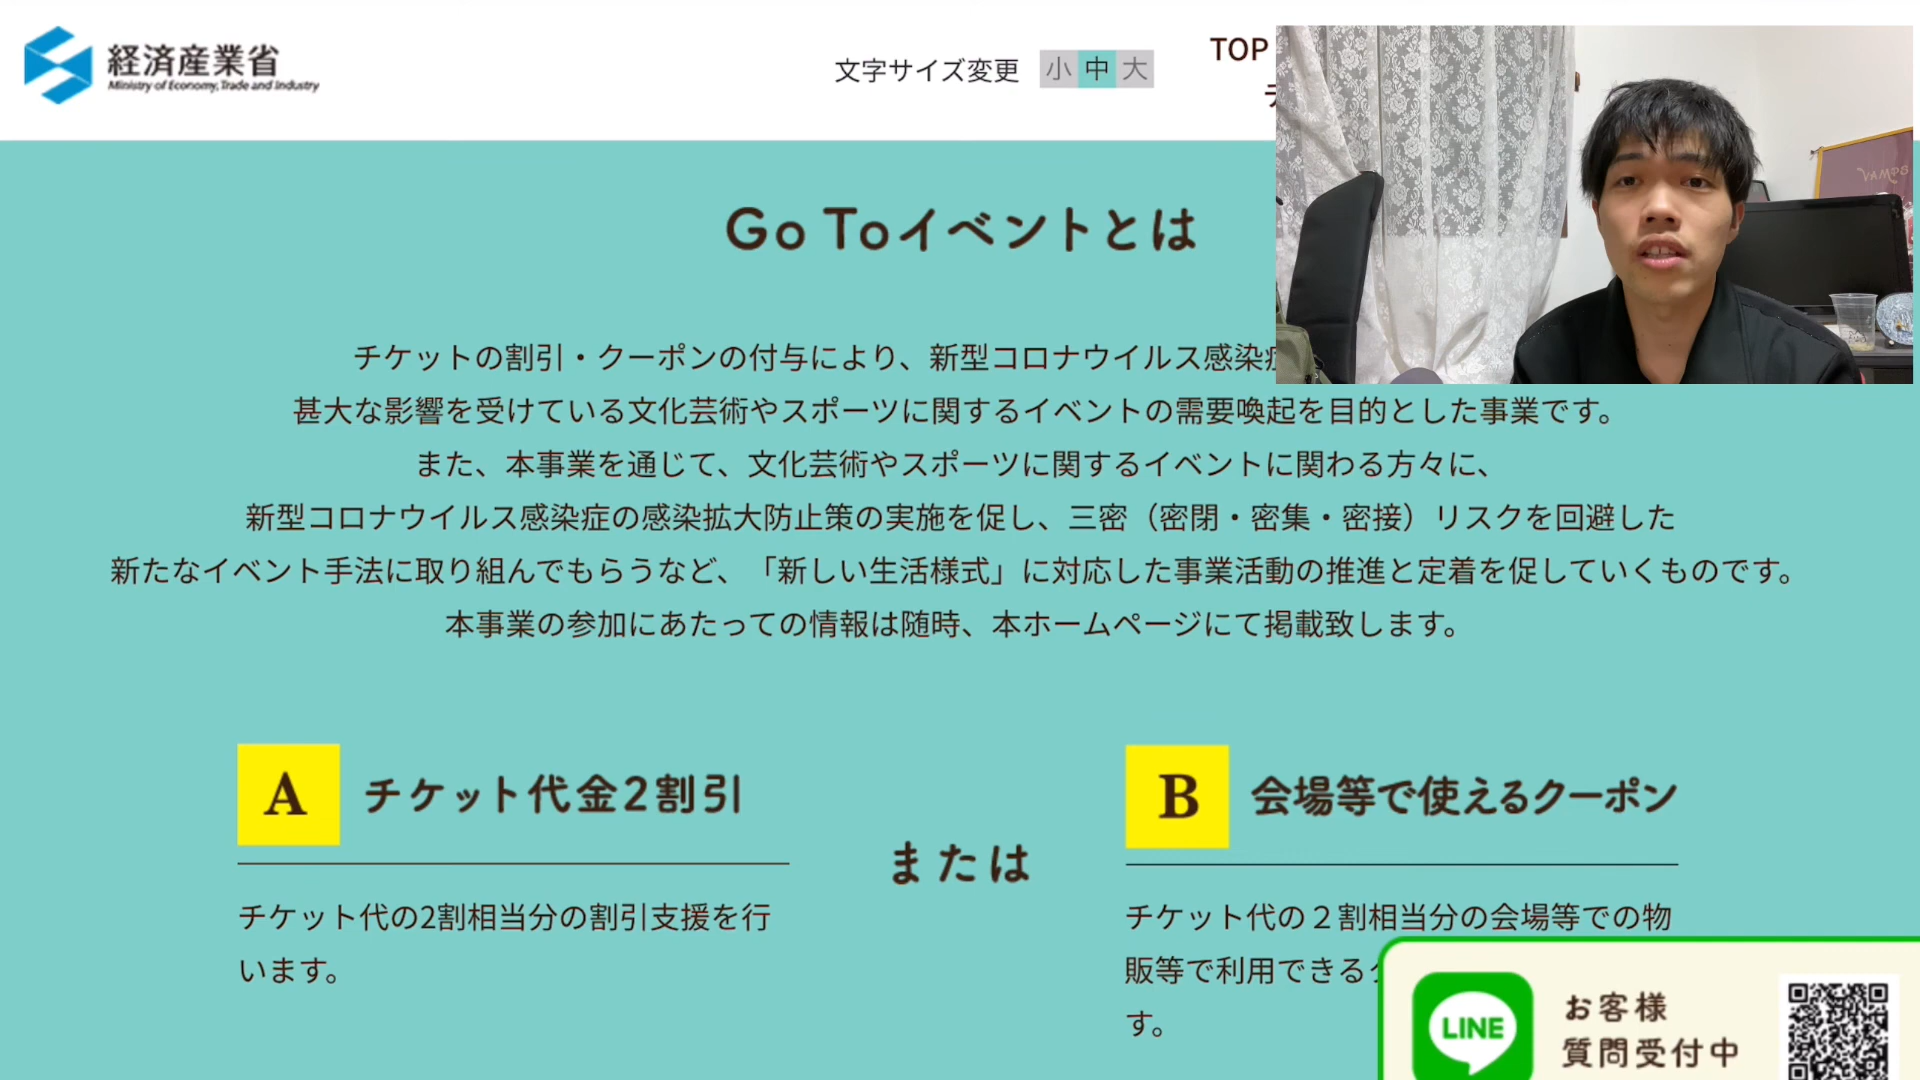 経済産業省
Ministry of Economy, Trade and Industry
文字サイズ変更 小 中 大
TOP
Go Toイベントとは
チケットの割引・クーポンの付与により、新型コロナウイルス感染
甚大な影響を受けている文化芸術やスポーツに関するイベントの需要喚起を目的とした事業です。
また、本事業を通じて、文化芸術やスポーツに関するイベントに関わる方々に、
新型コロナウイルス感染症の感染拡大防止策の実施を促し、三密（密閉・密集・密接）リスクを回避した
新たなイベント手法に取り組んでもらうなど、「新しい生活様式」に対応した事業活動の推進と定着を促していくものです。
本事業の参加にあたっての情報は随時、本ホームページにて掲載致します。
A チケット代金2割引
チケット代の2割相当分の割引支援を行
います。
または
B 会場等で使えるクーポン
チケット代の２割相当分の会場等での物
販等で利用できる
す。
LINE
お客様
質問受付中